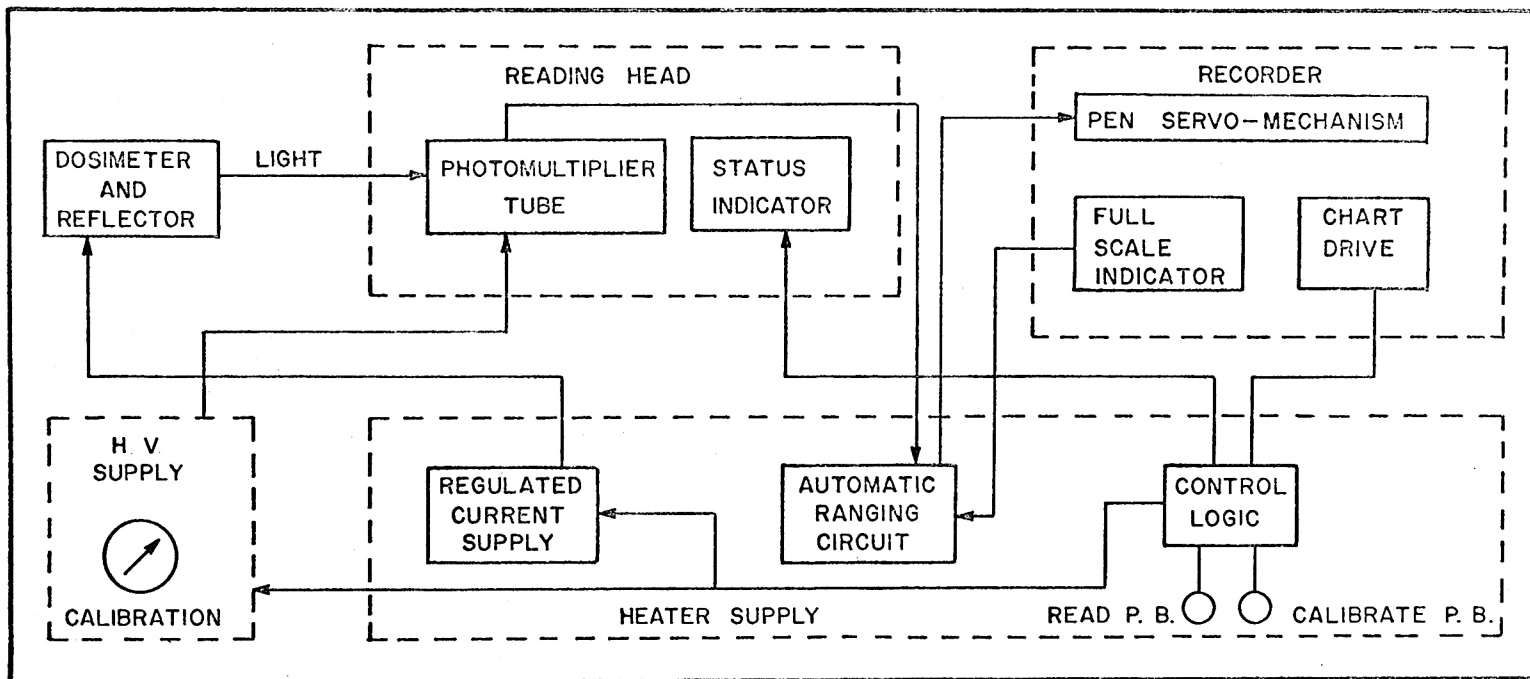 READING HEAD
RECORDER
PEN SERVO-MECHANISM
DOSIMETER
AND
REFLECTOR
LIGHT
PHOTOMULTIPLIER
TUBE
STATUS
INDICATOR
FULL
SCALE
INDICATOR
CHART
DRIVE
H V
SUPPLY
CALIBRATION
REGULATED
CURRENT
SUPPLY
AUTOMATIC
RANGING
CIRCUIT
CONTROL
LOGIC
HEATER SUPPLY
READ P. B.
CALIBRATE P. B.